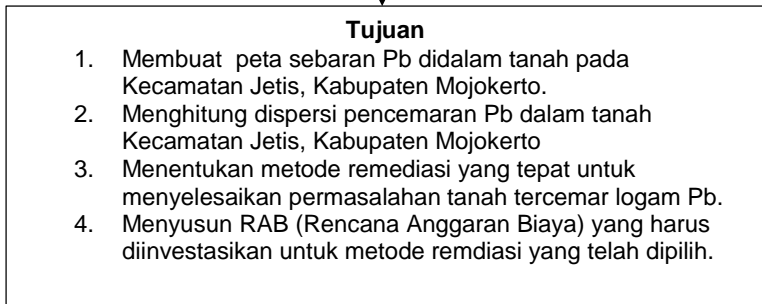 Tujuan
1. Membuat peta sebaran Pb didalam tanah pada
Kecamatan Jetis, Kabupaten Mojokerto.
2. Menghitung dispersi pencemaran Pb dalam tanah
Kecamatan Jetis, Kabupaten Mojokerto
3. Menentukan metode remediasi yang tepat untuk
menyelesaikan permasalahan tanah tercemar logam Pb.
4. Menyusun RAB (Rencana Anggaran Biaya) yang harus
diinvestasikan untuk metode remdiasi yang telah dipilih.